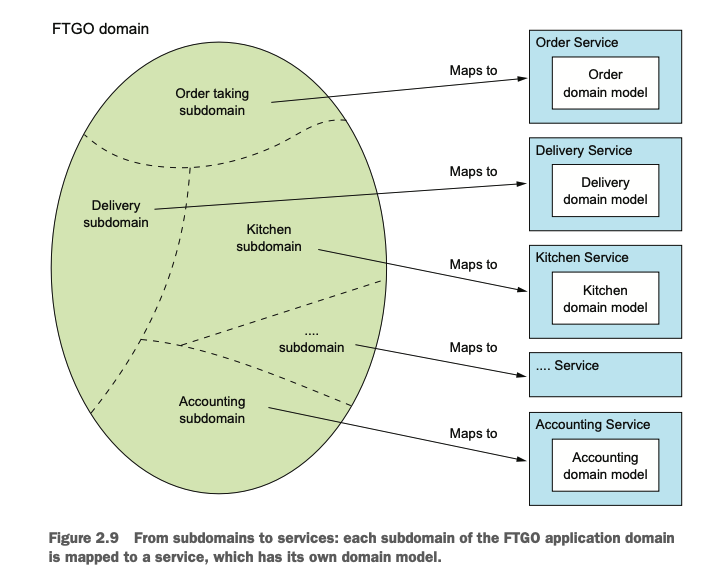 FTGO domain
Order taking
subdomain
Maps to
Order Service
Order
domain model
Delivery
subdomain
Maps to
Delivery Service
Delivery
domain model
Kitchen
subdomain
Maps to
Kitchen Service
Kitchen
domain model
....
subdomain
Maps to
.... Service
Accounting
subdomain
Maps to
Accounting Service
Accounting
domain model
Figure 2.9 From subdomains to services: each subdomain of the FTGO application domain
is mapped to a service, which has its own domain model.